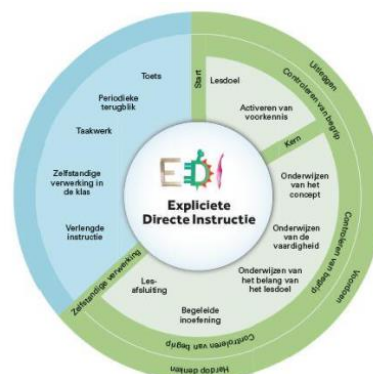 Uitleggen
Controleren van begrip
Start
Lesdoel
Activeren van
voorkennis
Kern
Onderwijzen
van het
concept
Onderwijzen
van de
vaardigheid
Onderwijzen van
het belang van
het lesdoel
Controleren van begrip
Voordoen
Begeleide
inoefening
Les-
afsluiting
Controleren van begrip
Hardop denken
Zelfstandige verwerking
Verlengde
instructie
Zelfstandige
verwerking in
de klas
Taakwerk
Periodieke
terugblik
Toets
EDI
Expliciete
Directe Instructie